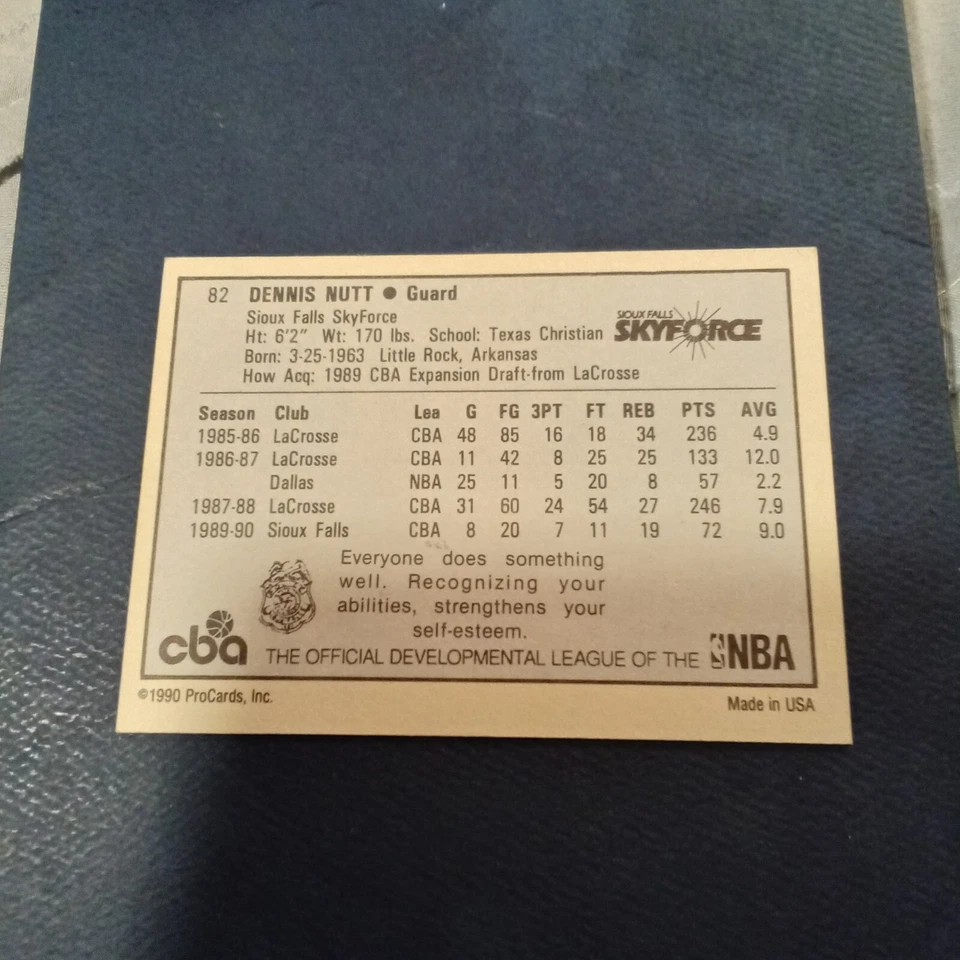 82 DENNIS NUTT ● Guard
Sioux Falls SkyForce
Ht: 6'2" Wt: 170 lbs. School: Texas Christian
Born: 3-25-1963 Little Rock, Arkansas
How Acq: 1989 CBA Expansion Draft-from LaCrosse
SIOUX FALLS
SKYFORCE
Season Club Lea G FG 3PT FT REB PTS AVG
1985-86 LaCrosse CBA 48 85 16 18 34 236 4.9
1986-87 LaCrosse CBA 11 42 8 25 25 133 12.0
Dallas NBA 25 11 5 20 8 57 2.2
1987-88 LaCrosse CBA 31 60 24 54 27 246 7.9
1989-90 Sioux Falls CBA 8 20 7 11 19 72 9.0
Everyone does something
well. Recognizing your
abilities, strengthens your
self-esteem.
cba THE OFFICIAL DEVELOPMENTAL LEAGUE OF THE NBA
©1990 ProCards, Inc.
Made in USA